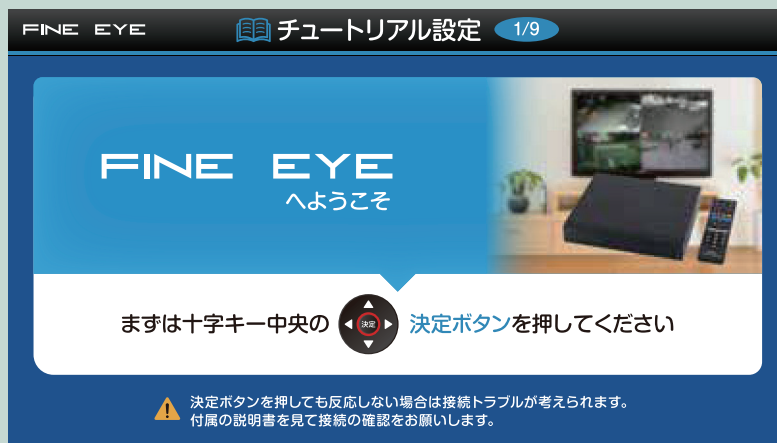 FINE EYE
チュートリアル設定 1/9
FINE EYE
へようこそ
まずは十字キー中央の 決定 決定ボタンを押してください
決定ボタンを押しても反応しない場合は接続トラブルが考えられます。
付属の説明書を見て接続の確認をお願いします。